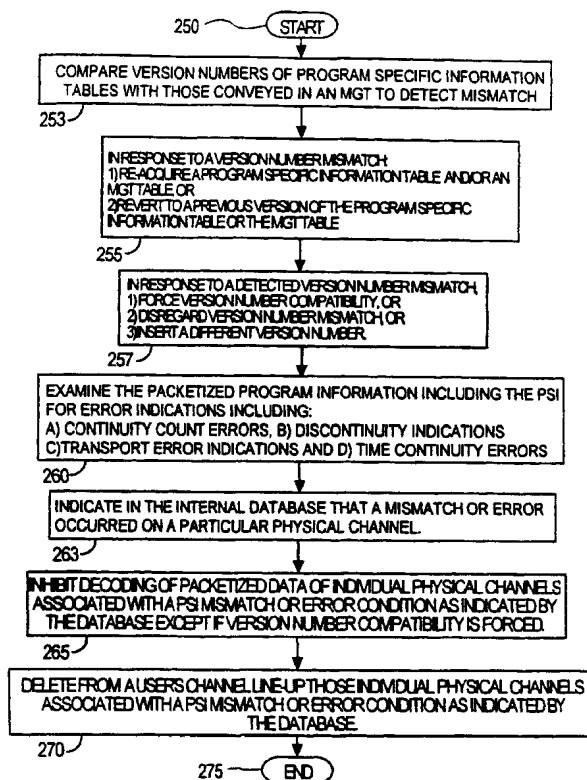 250
START
COMPARE VERSION NUMBERS OF PROGRAM SPECIFIC INFORMATION
TABLES WITH THOSE CONVEYED IN AN MGT TO DETECT MISMATCH
253
IN RESPONSE TO A VERSION NUMBER MISMATCH:
1) RE-ACQUIRE A PROGRAM SPECIFIC INFORMATION TABLE AND/OR AN
MGT TABLE, OR
2)REVERT TO A PREVIOUS VERSION OF THE PROGRAM SPECIFIC
INFORMATION TABLE OR THE MGT TABLE
255
IN RESPONSE TO A DETECTED VERSION NUMBER MISMATCH,
1) FORCE VERSION NUMBER COMPATIBILITY, OR
2) DISREGARD VERSION NUMBER MISMATCH, OR
3)INSERT A DIFFERENT VERSION NUMBER.
257
EXAMINE THE PACKETIZED PROGRAM INFORMATION INCLUDING THE PSI
FOR ERROR INDICATIONS INCLUDING:
A) CONTINUITY COUNT ERRORS, B) DISCONTINUITY INDICATIONS
C)TRANSPORT ERROR INDICATIONS AND D) TIME CONTINUITY ERRORS
260
INDICATE IN THE INTERNAL DATABASE THAT A MISMATCH OR ERROR
OCCURRED ON A PARTICULAR PHYSICAL CHANNEL.
263
INHIBIT DECODING OF PACKETIZED DATA OF INDIVIDUAL PHYSICAL CHANNELS
ASSOCIATED WITH A PSI MISMATCH OR ERROR CONDITION AS INDICATED BY
THE DATABASE EXCEPT IF VERSION NUMBER COMPATIBILITY IS FORCED.
265
DELETE FROM A USER'S CHANNEL LINE-UP THOSE INDIVIDUAL PHYSICAL CHANNELS
ASSOCIATED WITH A PSI MISMATCH OR ERROR CONDITION AS INDICATED BY
THE DATABASE.
270
275
END